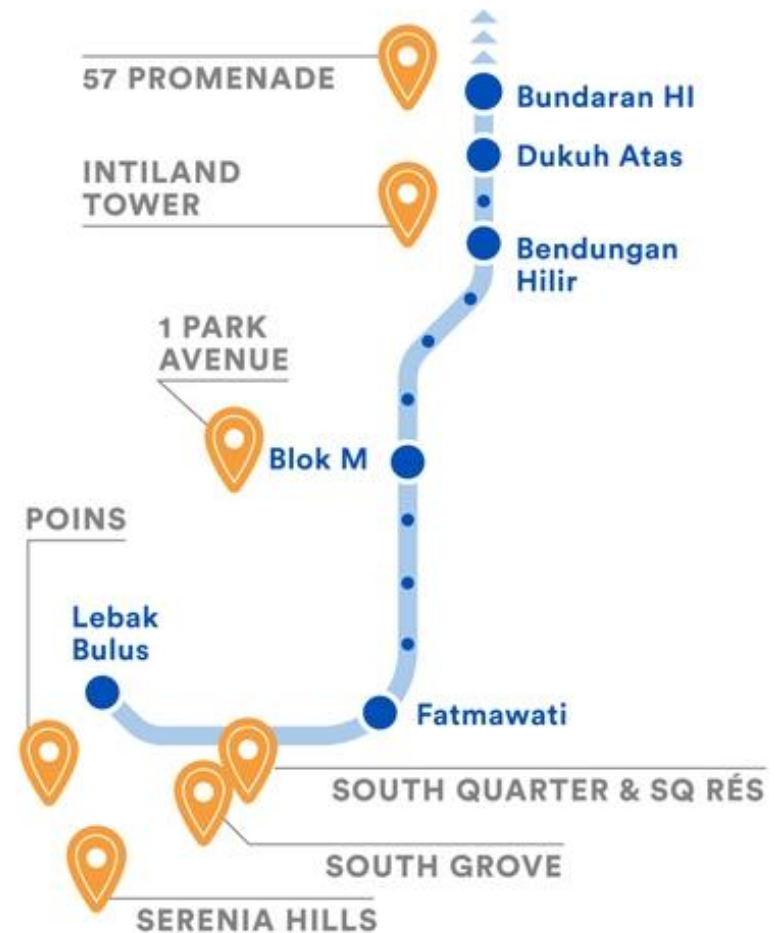 57 PROMENADE
Bundaran HI
Dukuh Atas
INTILAND
TOWER
Bendungan
Hilir
1 PARK
AVENUE
Blok M
POINS
Lebak
Bulus
Fatmawati
SOUTH QUARTER & SQ RÉS
SOUTH GROVE
SERENIA HILLS